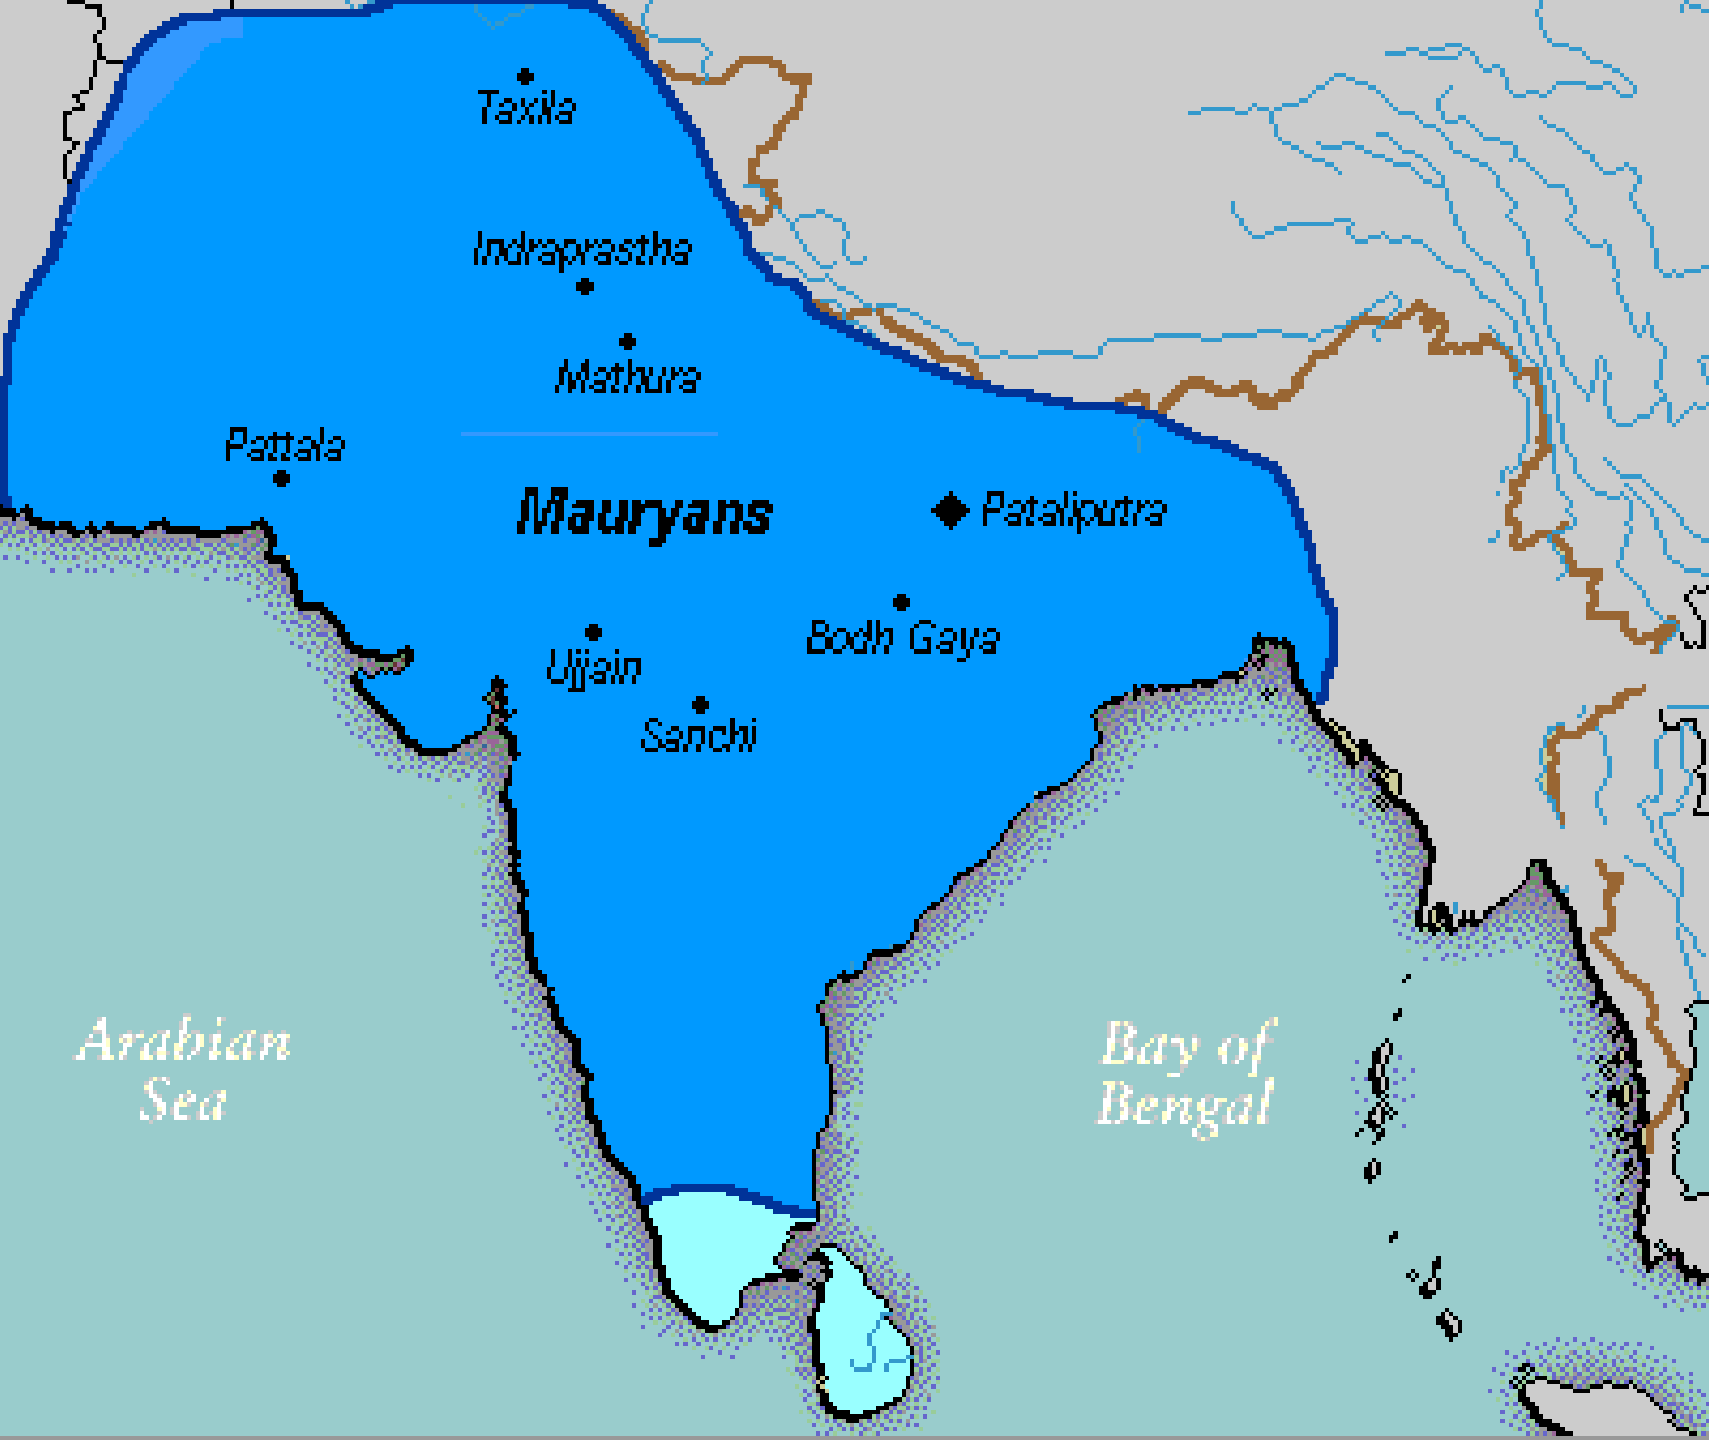 Taxila
Indraprastha
Mathura
Pattala
Mauryans
Pataliputra
Bodh Gaya
Ujjain
Sanchi
Arabian
Sea
Bay of
Bengal